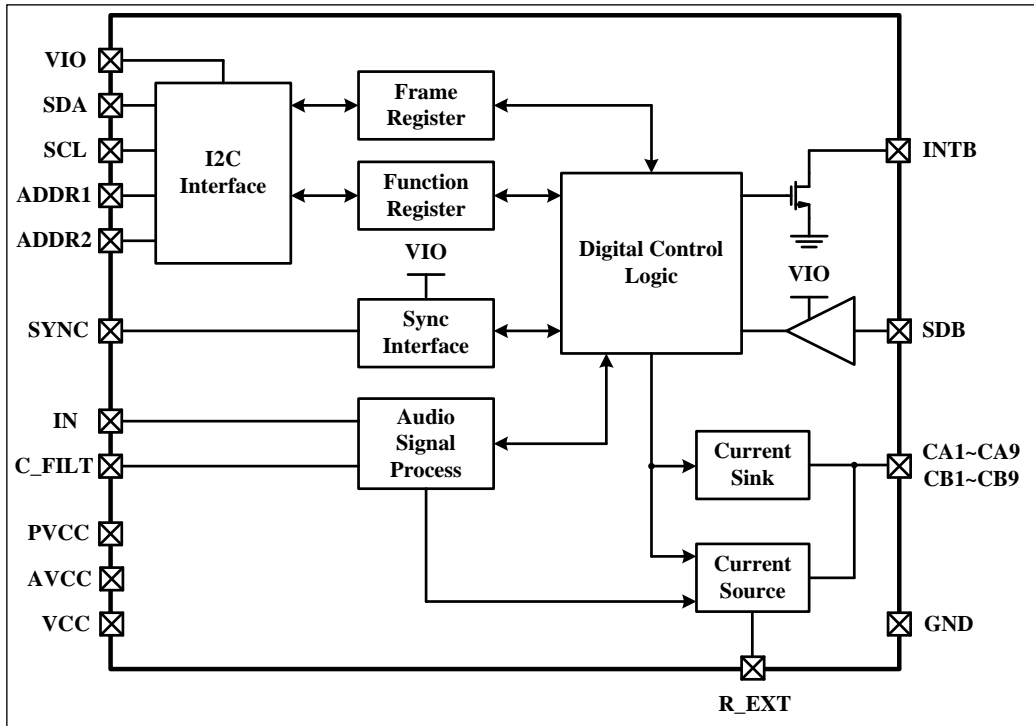 VIO
SDA
SCL
ADDR1
ADDR2
SYNC
IN
C_FILT
PVCC
AVCC
VCC
I2C
Interface
Frame
Register
Function
Register
VIO
Sync
Interface
Audio
Signal
Process
Digital Control
Logic
VIO
Current
Sink
Current
Source
INTB
SDB
CA1~CA9
CB1~CB9
GND
R_EXT